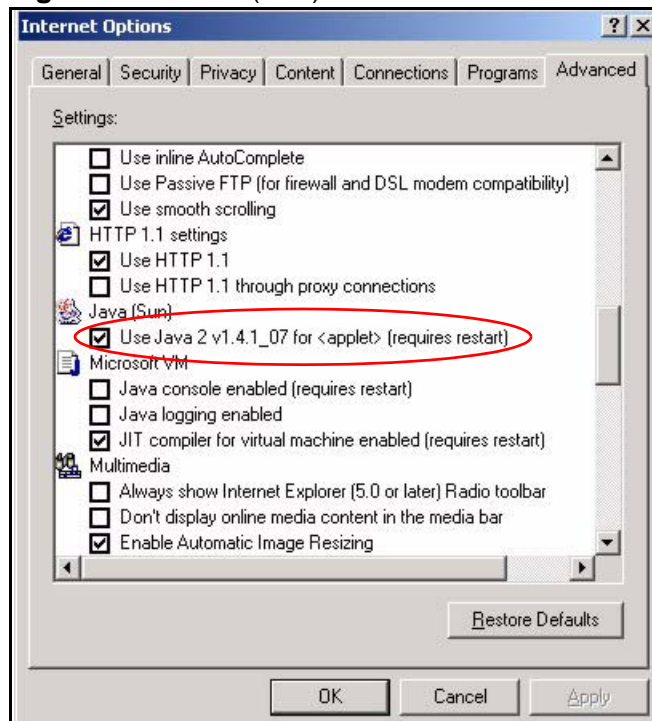 Internet Options
General Security Privacy Content Connections Programs Advanced
Settings:
Use inline AutoComplete
Use Passive FTP (for firewall and DSL modem compatibility)
Use smooth scrolling
HTTP 1.1 settings
Use HTTP 1.1
Use HTTP 1.1 through proxy connections
Java (Sun)
Use Java 2 v1.4.1_07 for <applet> (requires restart)
Microsoft VM
Java console enabled (requires restart)
Java logging enabled
JIT compiler for virtual machine enabled (requires restart)
Multimedia
Always show Internet Explorer (5.0 or later) Radio toolbar
Don't display online media content in the media bar
Enable Automatic Image Resizing
Restore Defaults
OK Cancel Apply